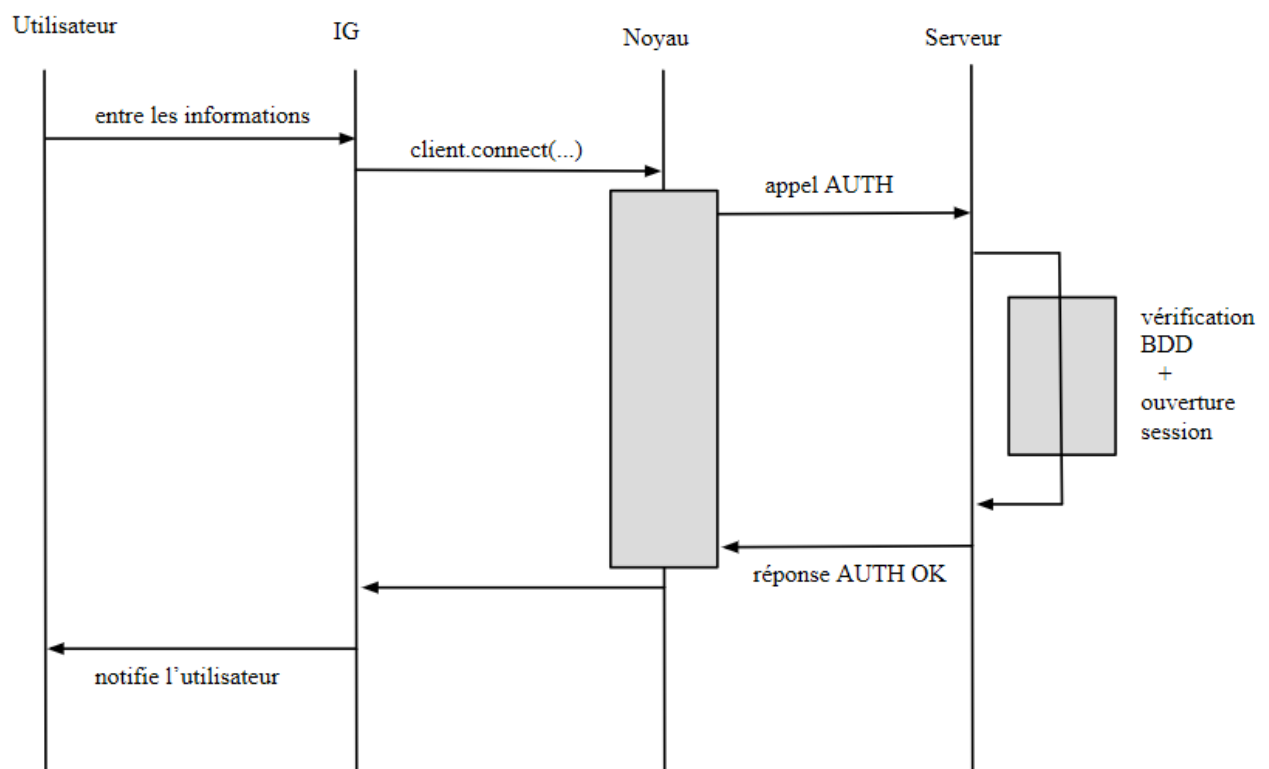 Utilisateur
IG
Noyau
Serveur
entre les informations
client.connect(...)
appel AUTH
vérification
BDD
+
ouverture
session
réponse AUTH OK
notifie l’utilisateur